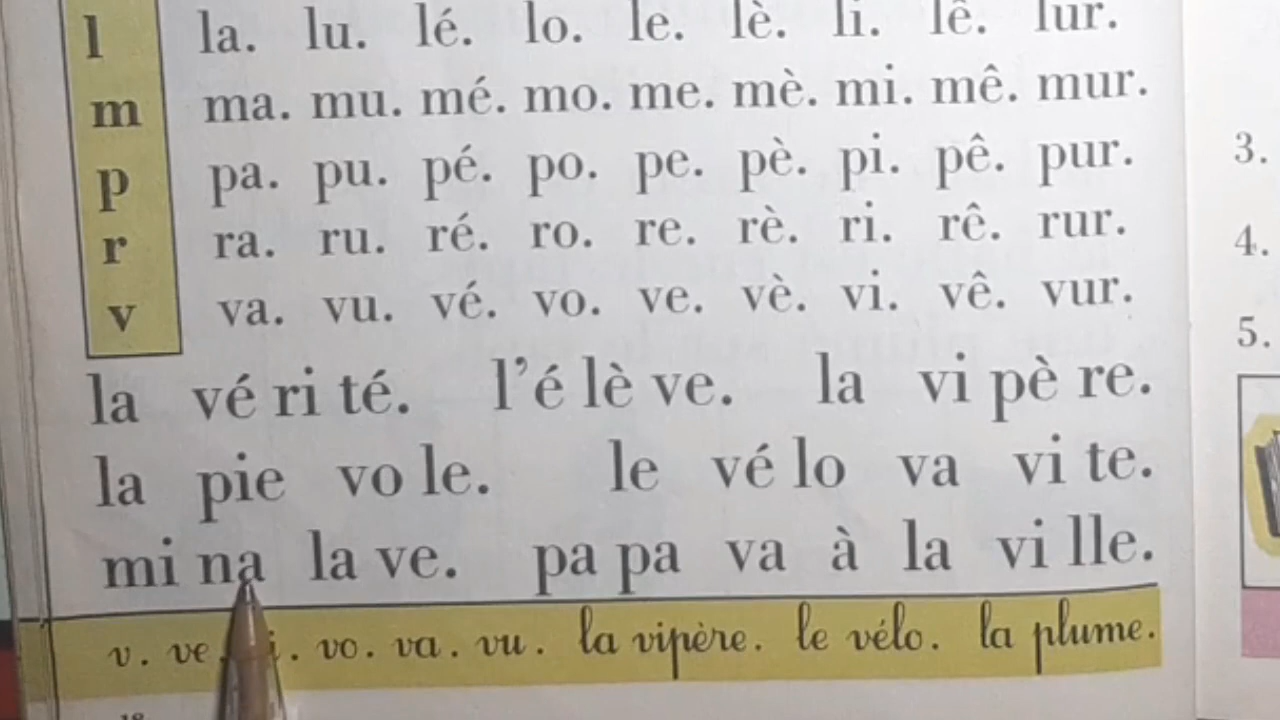 l la. lu. lé. lo. le. lè. li. lê. lur.
m ma. mu. mé. mo. me. mè. mi. mê. mur.
p pa. pu. pé. po. pe. pè. pi. pê. pur.
r ra. ru. ré. ro. re. rè. ri. rê. rur.
v va. vu. vé. vo. ve. vè. vi. vê. vur.
la vé ri té. l'é lè ve. la vi pè re.
la pie vo le. le vé lo va vi te.
mi na la ve. pa pa va à la vi lle.
v. ve vo. va. vu. la vipère. le vélo. la plume.
3.
4.
5.